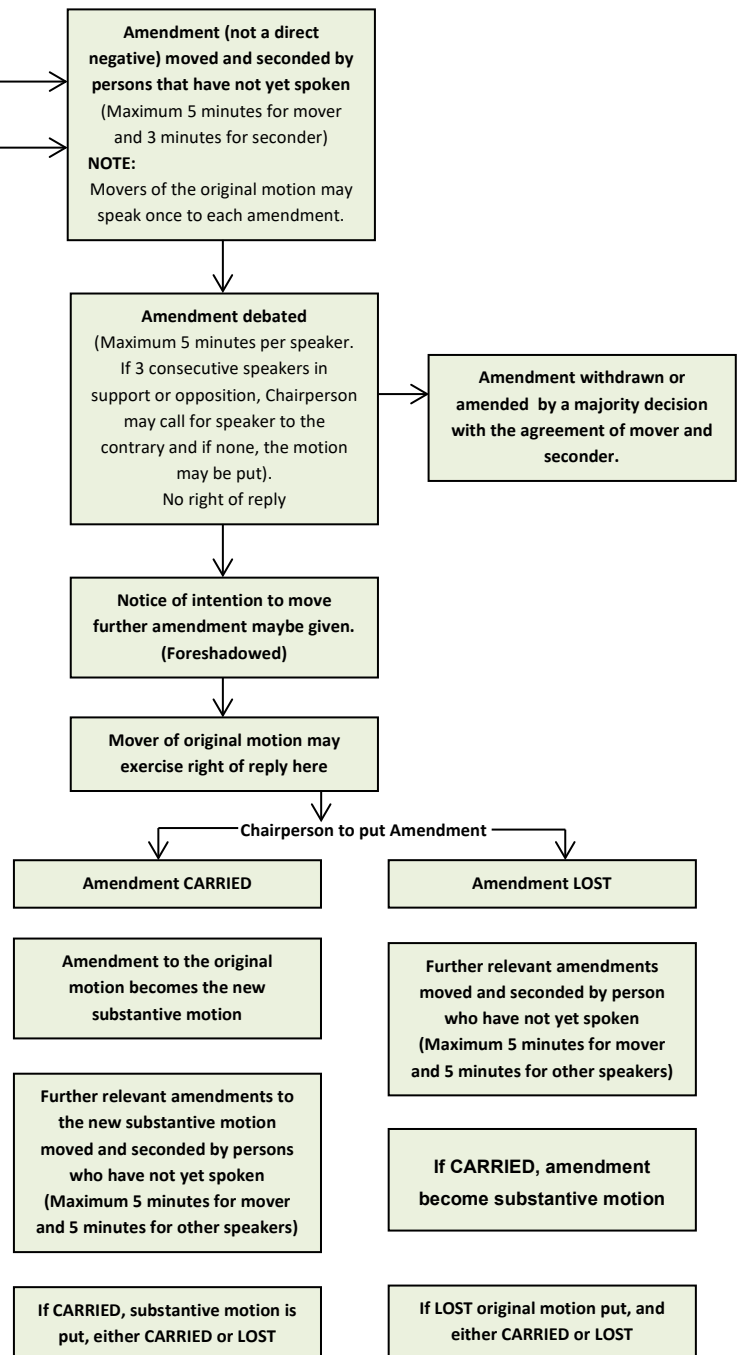 Amendment (not a direct
negative) moved and seconded by
persons that have not yet spoken
(Maximum 5 minutes for mover
and 3 minutes for seconder)
NOTE:
Movers of the original motion may
speak once to each amendment.
Amendment debated
(Maximum 5 minutes per speaker.
If 3 consecutive speakers in
support or opposition, Chairperson
may call for speaker to the
contrary and if none, the motion
may be put).
No right of reply
Amendment withdrawn or
amended by a majority decision
with the agreement of mover and
seconder.
Notice of intention to move
further amendment maybe given.
(Foreshadowed)
Mover of original motion may
exercise right of reply here
Chairperson to put Amendment
Amendment CARRIED
Amendment to the original
motion becomes the new
substantive motion
Further relevant amendments to
the new substantive motion
moved and seconded by persons
who have not yet spoken
(Maximum 5 minutes for mover
and 5 minutes for other speakers)
If CARRIED, substantive motion is
put, either CARRIED or LOST
Amendment LOST
Further relevant amendments
moved and seconded by person
who have not yet spoken
(Maximum 5 minutes for mover
and 5 minutes for other speakers)
If CARRIED, amendment
become substantive motion
If LOST original motion put, and
either CARRIED or LOST